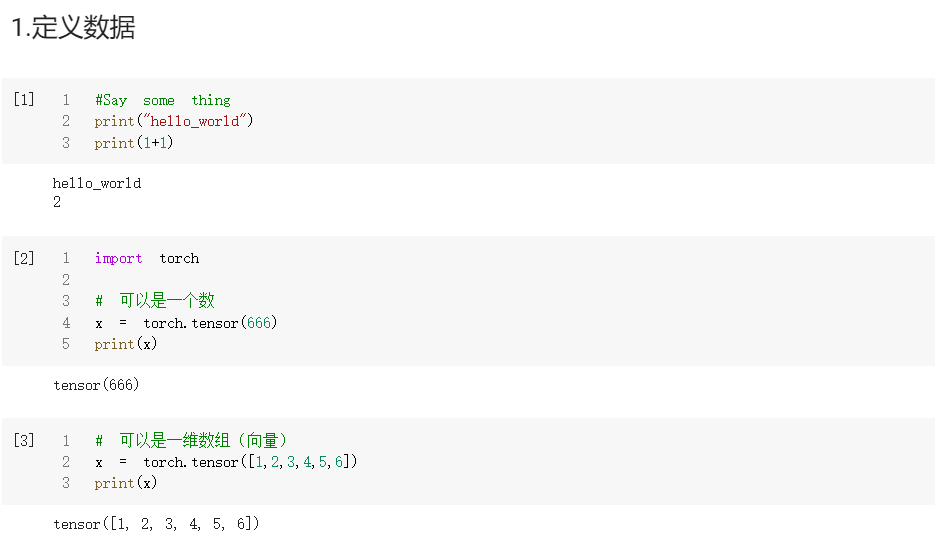 1.定义数据
[1] 1 #Say some thing
2 print("hello_world")
3 print(1+1)
hello_world
2
[2] 1 import torch
2
3 # 可以是一个数
4 x = torch.tensor(666)
5 print(x)
tensor(666)
[3] 1 # 可以是一维数组（向量）
2 x = torch.tensor([1,2,3,4,5,6])
3 print(x)
tensor([1, 2, 3, 4, 5, 6])